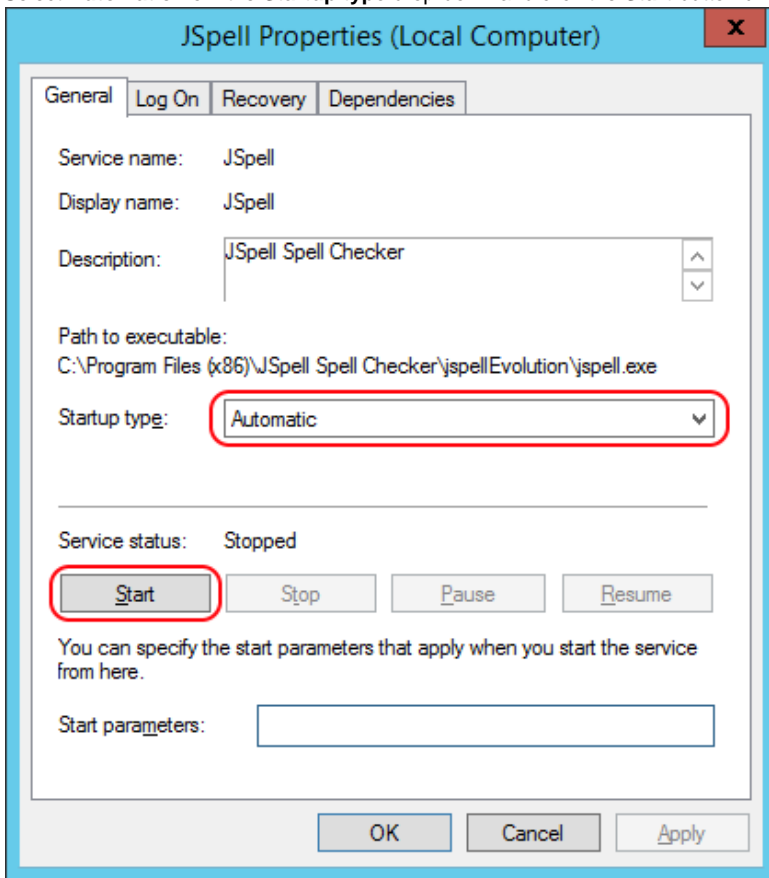 JSpell Properties (Local Computer)
x
General Log On Recovery Dependencies
Service name: JSpell
Display name: JSpell
Description: JSpell Spell Checker
Path to executable:
C:\Program Files (x86)\JSpell Spell Checker\jspellEvolution\jspell.exe
Startup type: Automatic
Service status: Stopped
Start Stop Pause Resume
You can specify the start parameters that apply when you start the service
from here.
Start parameters:
OK Cancel Apply